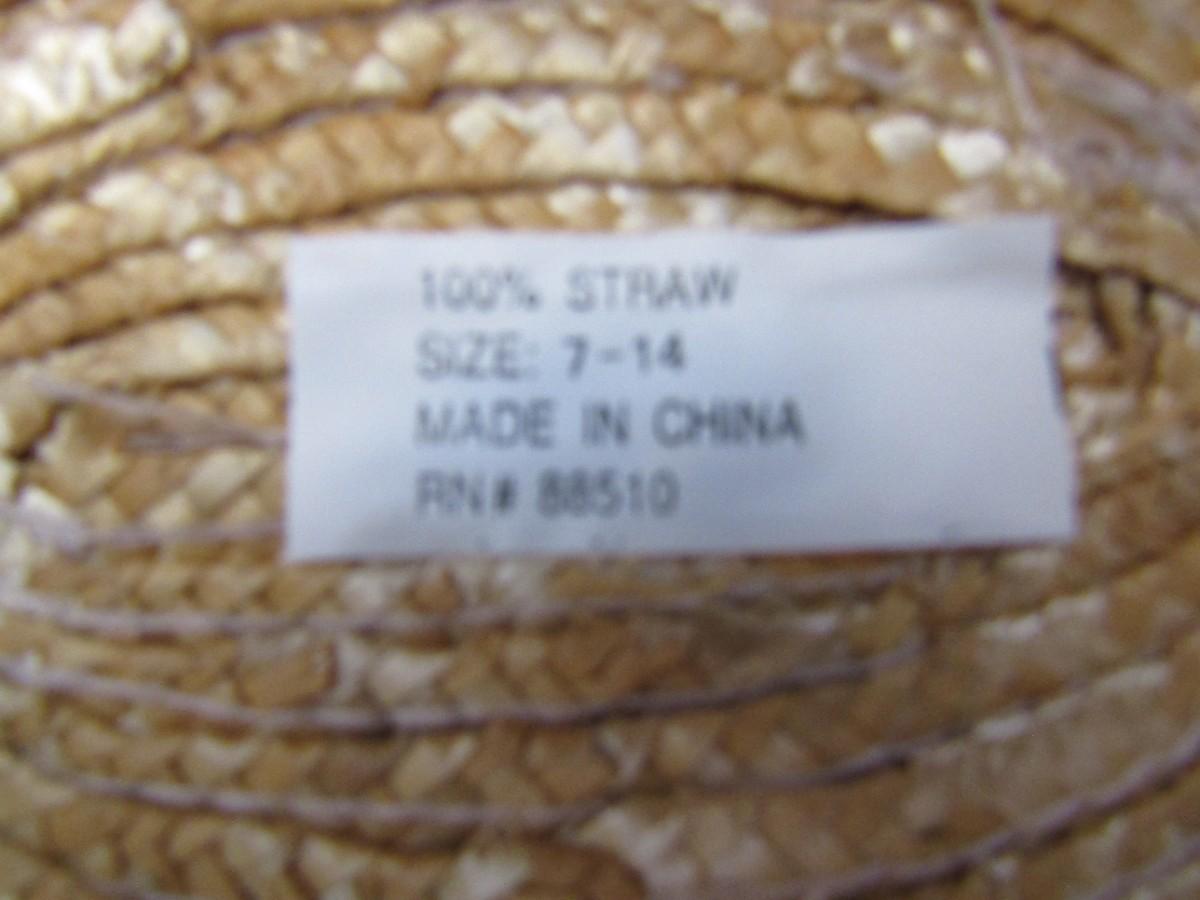 100% STRAW
SIZE: 7-14
MADE IN CHINA
RN# 88510